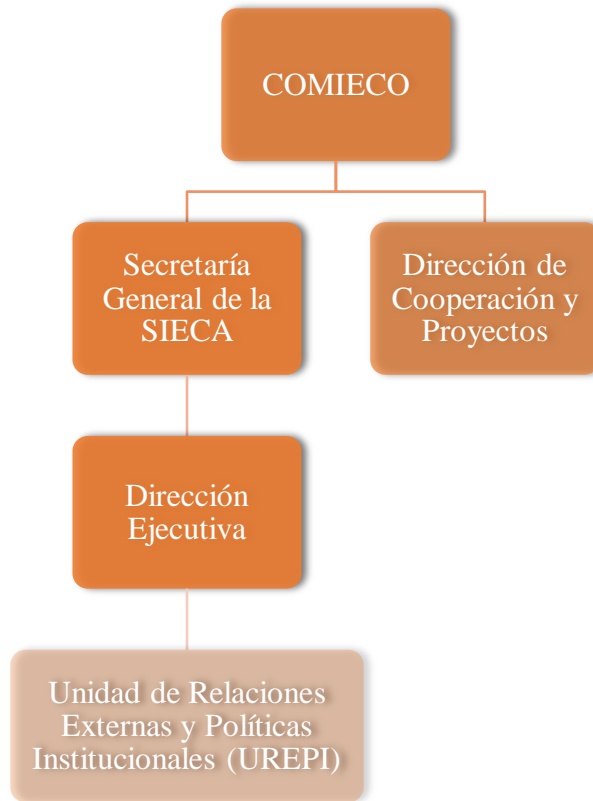 COMIECO
Secretaría
General de la
SIECA
Dirección de
Cooperación y
Proyectos
Dirección
Ejecutiva
Unidad de Relaciones
Externas y Políticas
Institucionales (UREPI)